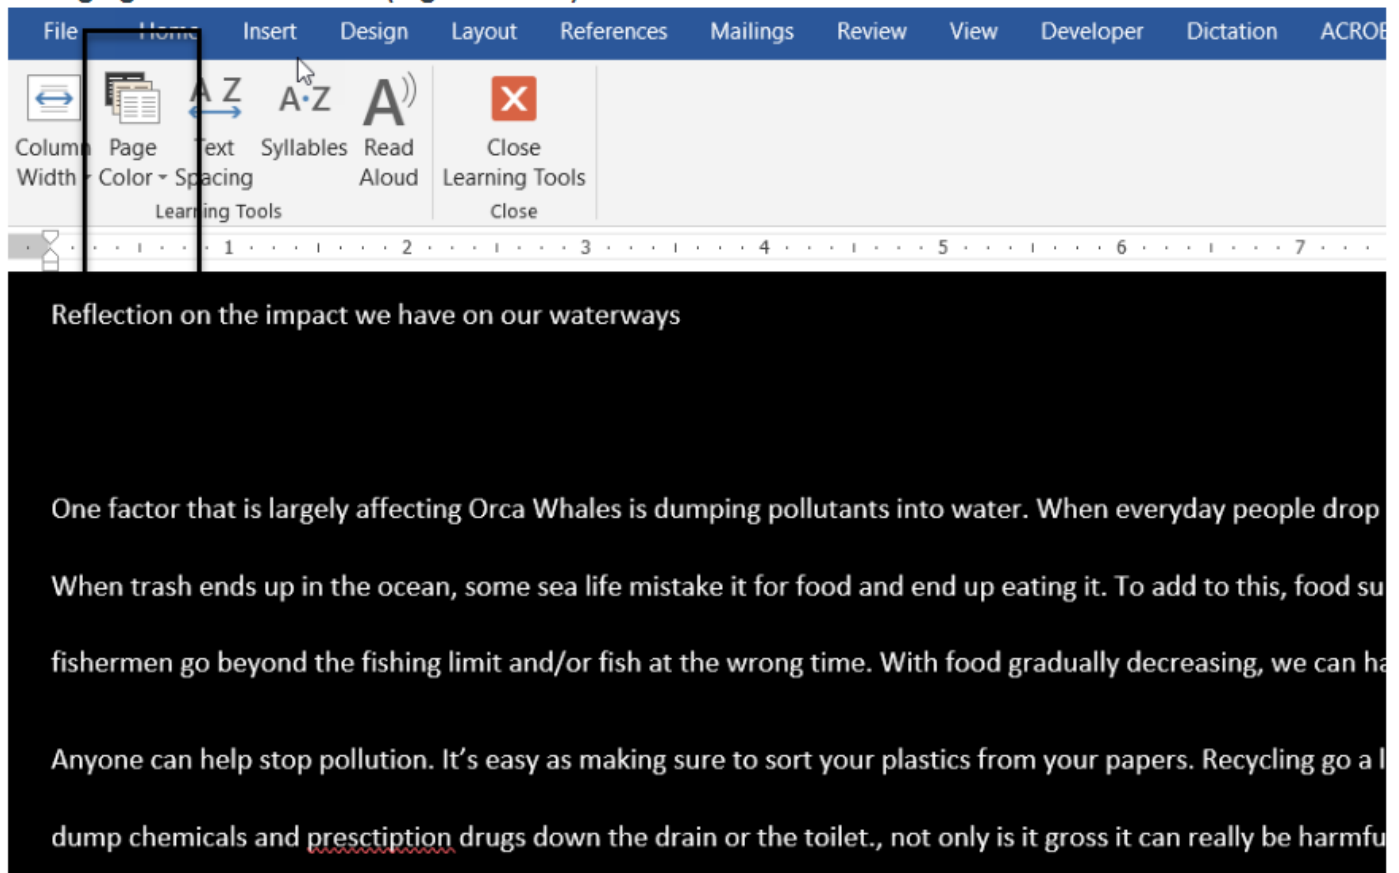 File Home Insert Design Layout References Mailings Review View Developer Dictation
Column Page Text Syllables Read Close
Width Color Spacing Aloud Learning Tools
Learning Tools Close
1 2 3 4 5 6 7
Reflection on the impact we have on our waterways
One factor that is largely affecting Orca Whales is dumping pollutants into water. When everyday people drop
When trash ends up in the ocean, some sea life mistake it for food and end up eating it. To add to this, food su
fishermen go beyond the fishing limit and/or fish at the wrong time. With food gradually decreasing, we can ha
Anyone can help stop pollution. It's easy as making sure to sort your plastics from your papers. Recycling go a l
dump chemicals and presctiption drugs down the drain or the toilet., not only is it gross it can really be harmfu